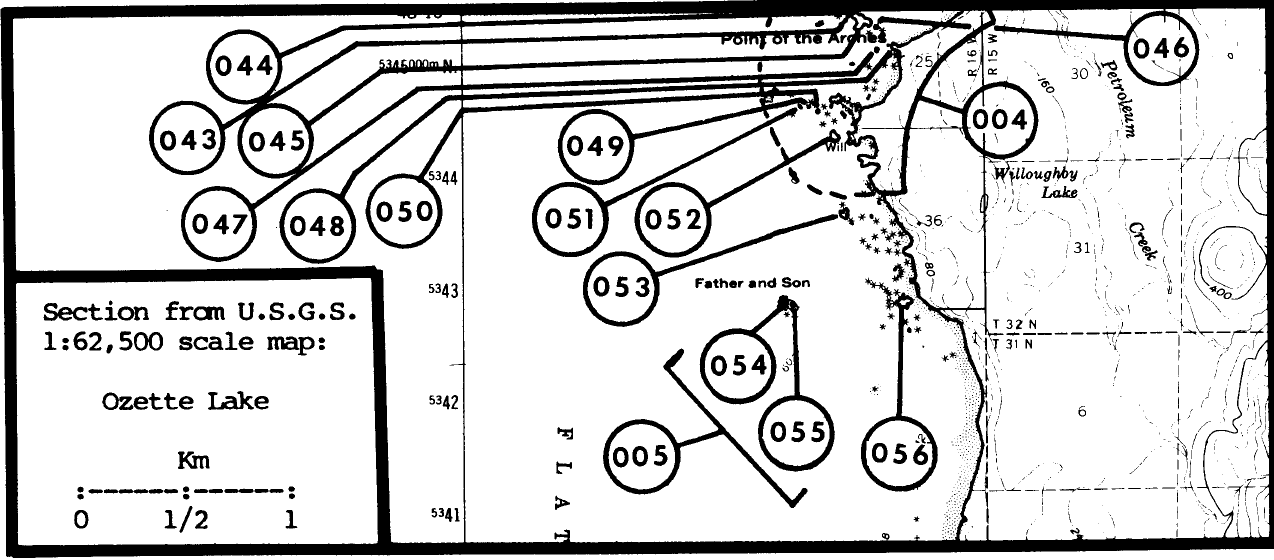 Point of the Arches
5345000m N.
044
046
043
045
004
049
047
048
050
051
052
053
Will
25
30
160
R 16 W
R 15 W
Petroleum
Creek
Willoughby
Lake
5344
36
31
80
400
5343
Father and Son
T 32 N
T 31 N
054
055
056
005
60
6
5342
5341
F L A T
Section from U.S.G.S.
1:62,500 scale map:
Ozette Lake
Km
0 1/2 1